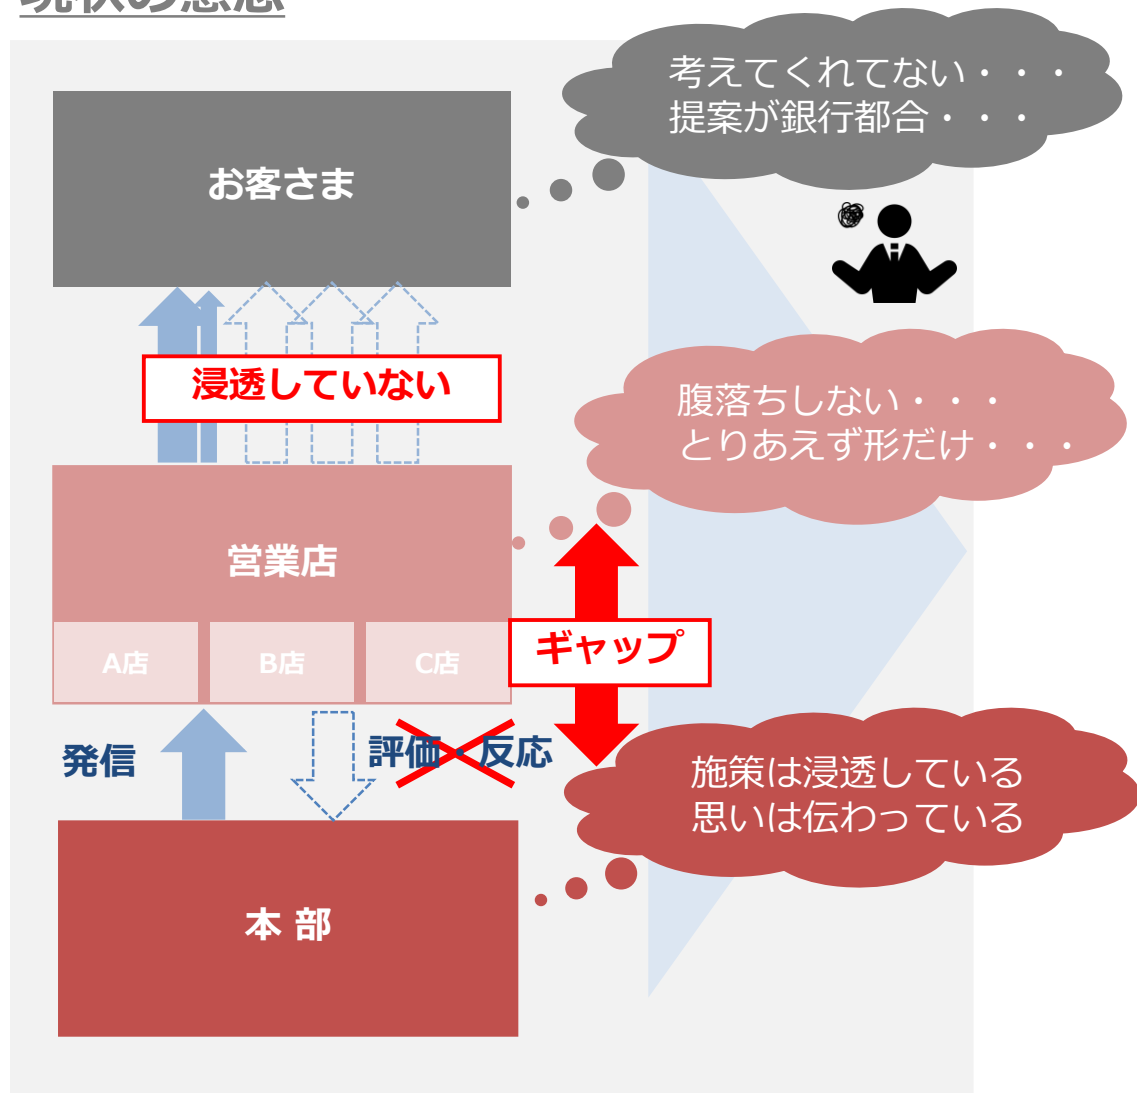 考えてくれてない・・・
提案が銀行都合・・・
お客さま
浸透していない
腹落ちしない・・・
とりあえず形だけ・・・
営業店
A店
B店
C店
ギャップ
発信
評価・反応
施策は浸透している
思いは伝わっている
本 部